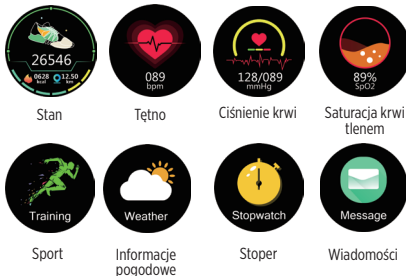 26546
0628 kcal 12.50 km
089
bpm
128/089
mmHg
89%
SpO2
Stan
Tętno
Ciśnienie krwi
Saturacja krwi
tlenem
Training
Weather
Stopwatch
Message
Sport
Informacje
pogodowe
Stoper
Wiadomości